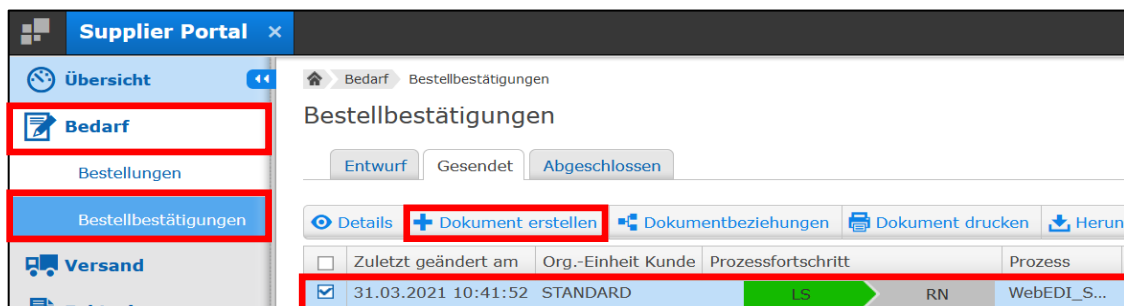 Supplier Portal ×
Übersicht
Bedarf
Bestellungen
Bestellbestätigungen
Versand
Bedarf Bestellbestätigungen
Bestellbestätigungen
Entwurf Gesendet Abgeschlossen
Details Dokument erstellen Dokumentbeziehungen Dokument drucken Herun
Zuletzt geändert am Org.-Einheit Kunde Prozessfortschritt Prozess
31.03.2021 10:41:52 STANDARD LS RN WebEDI_S...